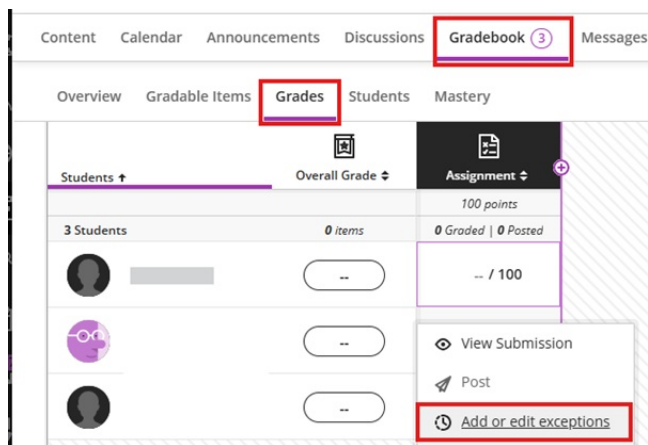 Content Calendar Announcements Discussions Gradebook 3 Messages
Overview Gradable Items Grades Students Mastery
Students ↑ Overall Grade Assignment
100 points
3 Students 0 items 0 Graded | 0 Posted
-- -- / 100
--
View Submission
Post
--
Add or edit exceptions